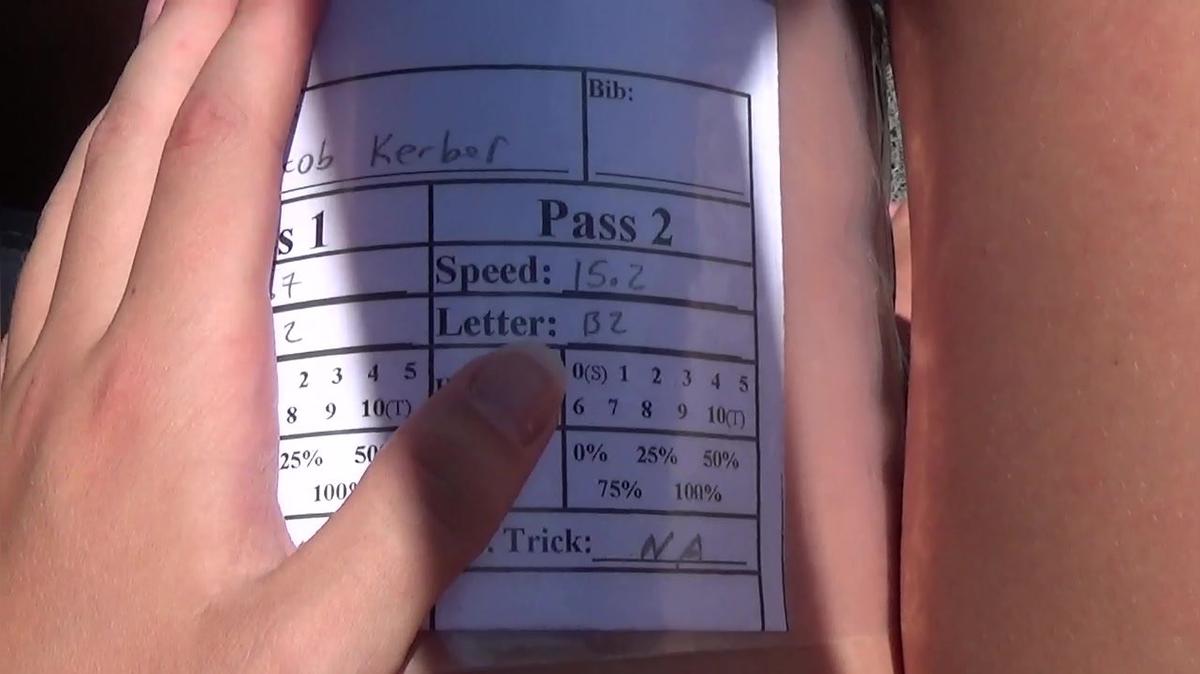 Bib:
cob Kerber
s 1 Pass 2
.7 Speed: 15.2
2 Letter: B2
2 3 4 5 0(S) 1 2 3 4 5
8 9 10(T) 6 7 8 9 10(T)
25% 50 0% 25% 50%
100% 75% 100%
. Trick: NA